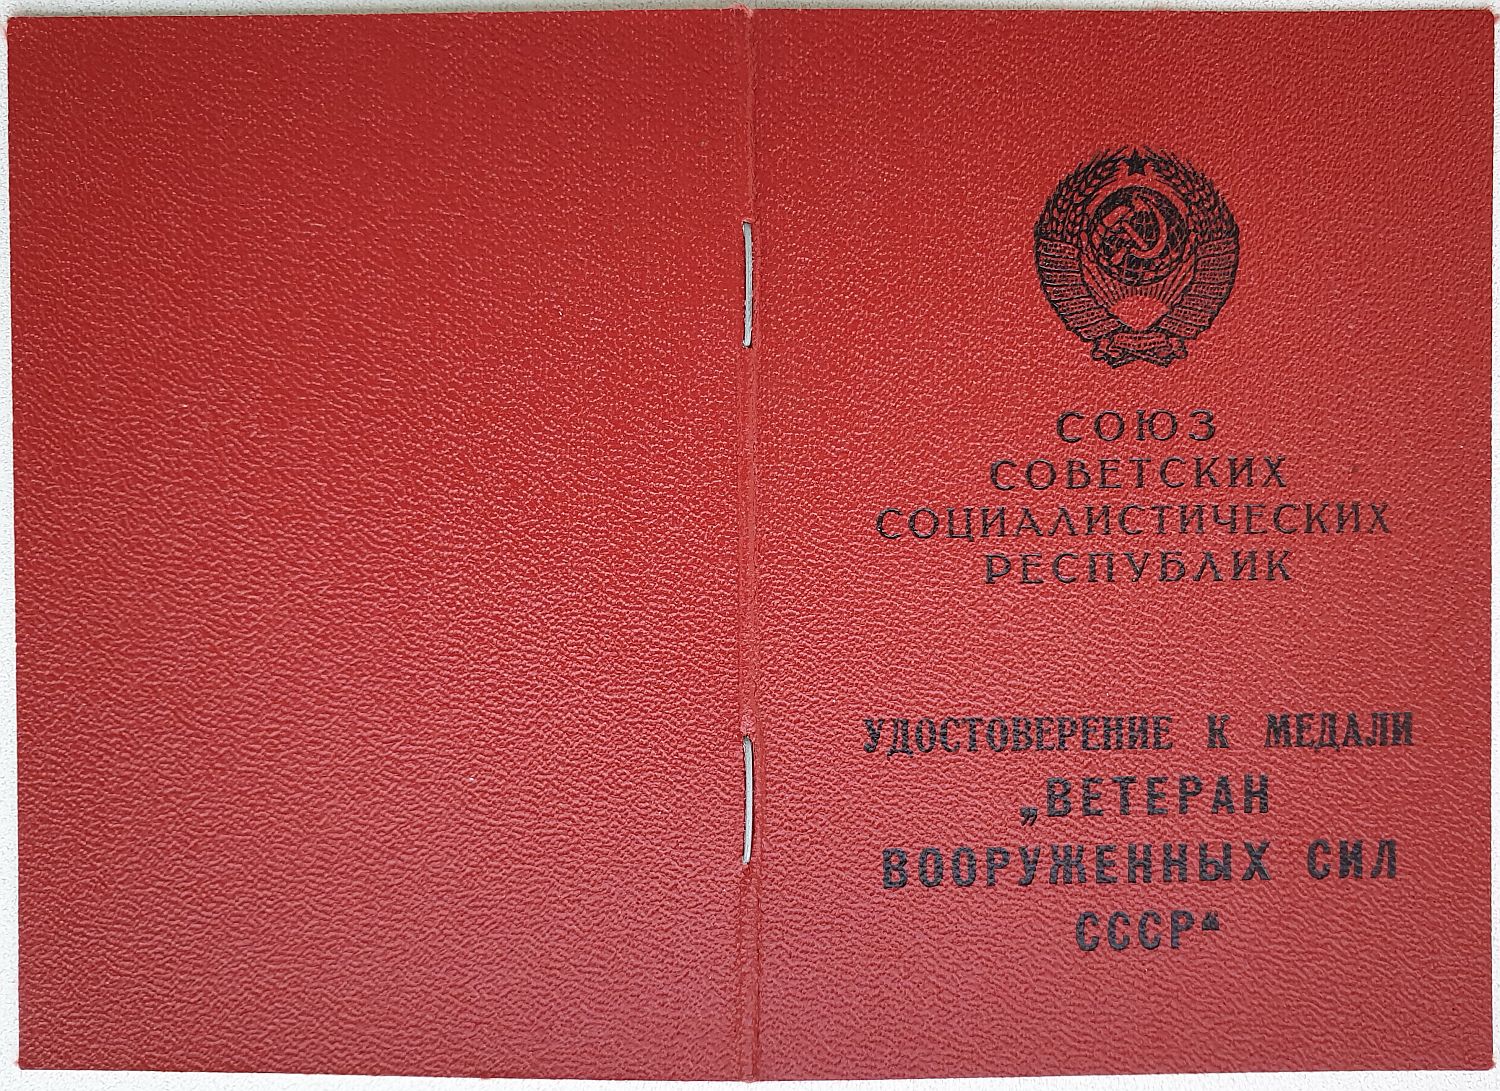 СОЮЗ
СОВЕТСКИХ
СОЦИАЛИСТИЧЕСКИХ
РЕСПУБЛИК
УДОСТОВЕРЕНИЕ К МЕДАЛИ
„ВЕТЕРАН
ВООРУЖЕННЫХ СИЛ
СССР“